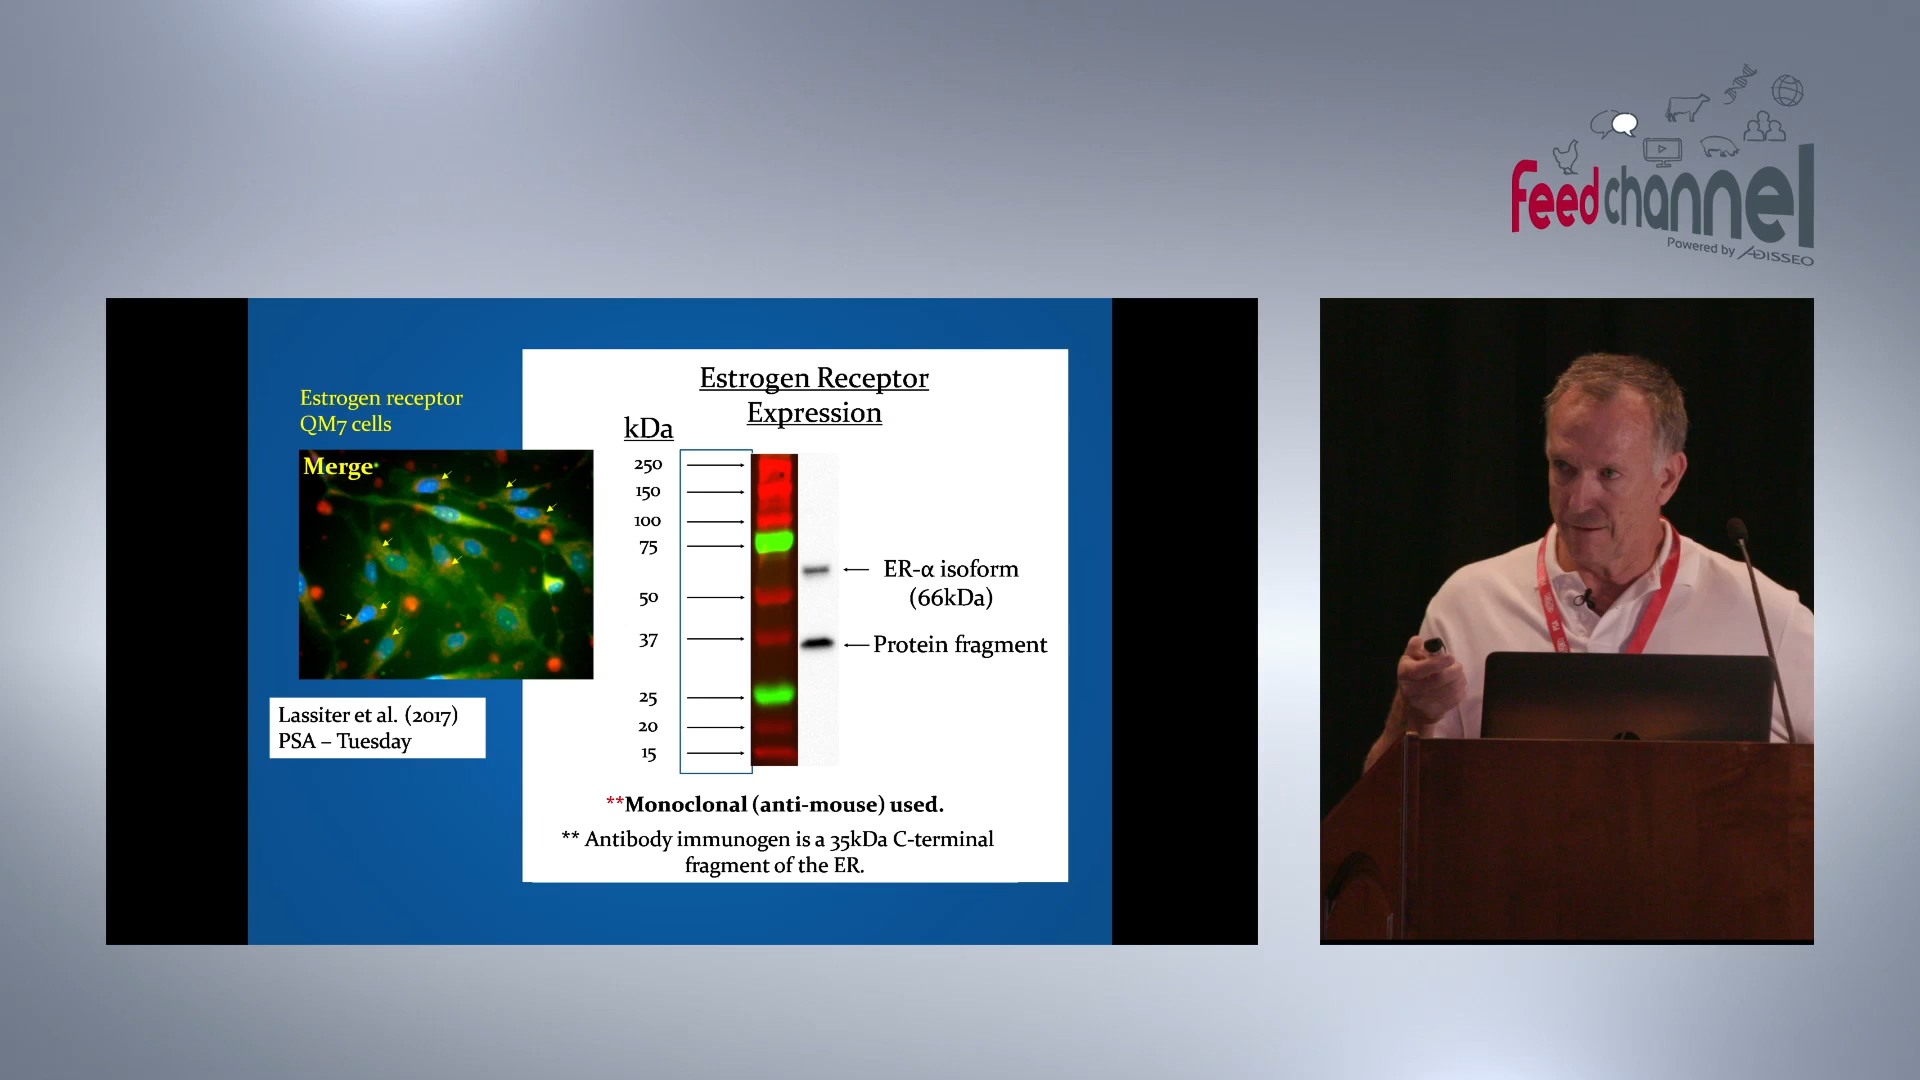 feedchannel
Powered by ADISSEO
Estrogen receptor
QM7 cells
Merge
Lassiter et al. (2017)
PSA – Tuesday
Estrogen Receptor
Expression
kDa
250
150
100
75
50
37
25
20
15
ER-α isoform
(66kDa)
Protein fragment
**Monoclonal (anti-mouse) used.
** Antibody immunogen is a 35kDa C-terminal
fragment of the ER.